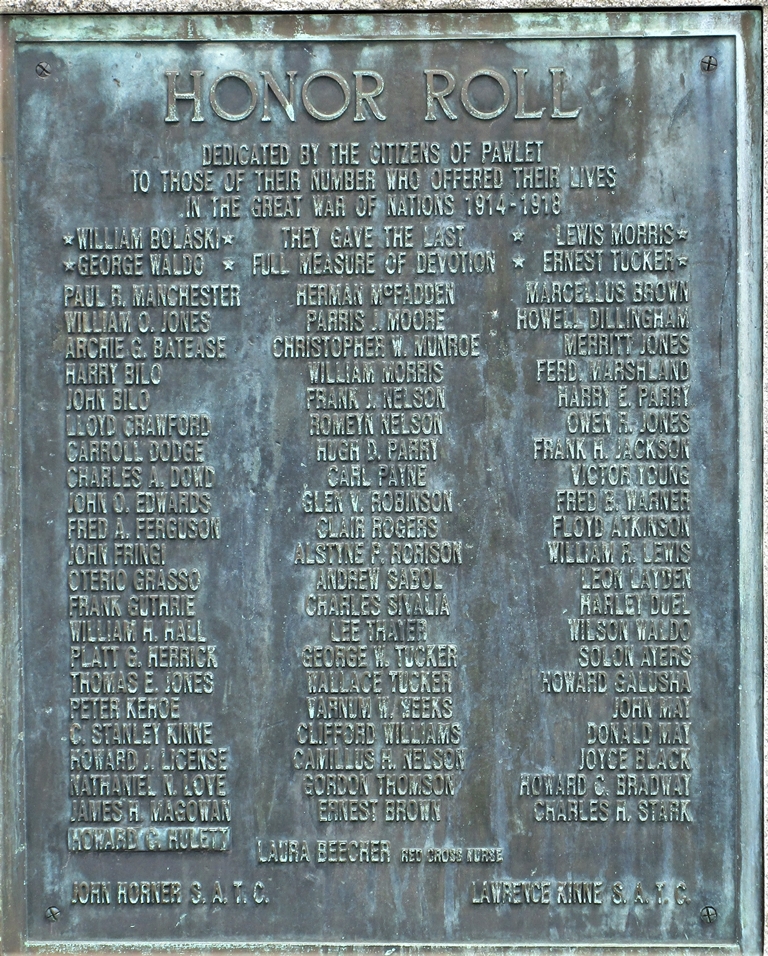 HONOR ROLL
DEDICATED BY THE CITIZENS OF PAWLET
TO THOSE OF THEIR NUMBER WHO OFFERED THEIR LIVES
IN THE GREAT WAR OF NATIONS 1914-1918
★WILLIAM BOLASKI★ THEY GAVE THE LAST ★ LEWIS MORRIS★
★GEORGE WALDO ★ FULL MEASURE OF DEVOTION ★ ERNEST TUCKER★
PAUL R. MANCHESTER HERMAN McFADDEN MARCELLUS BROWN
WILLIAM O. JONES PARRIS J. MOORE HOWELL DILLINGHAM
ARCHIE G. BATEASE CHRISTOPHER W. MUNROE MERRITT JONES
HARRY BILO WILLIAM MORRIS FERD. MARSHLAND
JOHN BILO FRANK J. NELSON HARRY E. PARRY
LLOYD CRAWFORD ROMEYN NELSON OWEN R. JONES
CARROLL DODGE HUGH D. PARRY FRANK H. JACKSON
CHARLES A. DOWD CARL PAYNE VICTOR YOUNG
JOHN O. EDWARDS GLEN V. ROBINSON FRED B. WARNER
FRED A. FERGUSON CLAIR ROGERS FLOYD ATKINSON
JOHN FRINGI ALSTYNE P. RORISON WILLIAM R. LEWIS
OTERIO GRASSO ANDREW SABOL LEON LAYDEN
FRANK GUTHRIE CHARLES SIVALIA HARLEY DUEL
WILLIAM H. HALL LEE THAYER WILSON WALDO
PLATT G. HERRICK GEORGE W. TUCKER SOLON AYERS
THOMAS E. JONES WALLACE TUCKER HOWARD GALUSHA
PETER KEHOE VARNUM W. WEEKS JOHN MAY
C. STANLEY KINNE CLIFFORD WILLIAMS DONALD MAY
HOWARD J. LICENSE CAMILLUS H. NELSON JOYCE BLACK
NATHANIEL N. LOVE GORDON THOMSON HOWARD C. BRADWAY
JAMES H. MAGOWAN ERNEST BROWN CHARLES H. STARK
HOWARD C. HULETT
LAURA BEECHER RED CROSS NURSE
JOHN HORNER S. A. T. C. LAWRENCE KINNE S. A. T. C.